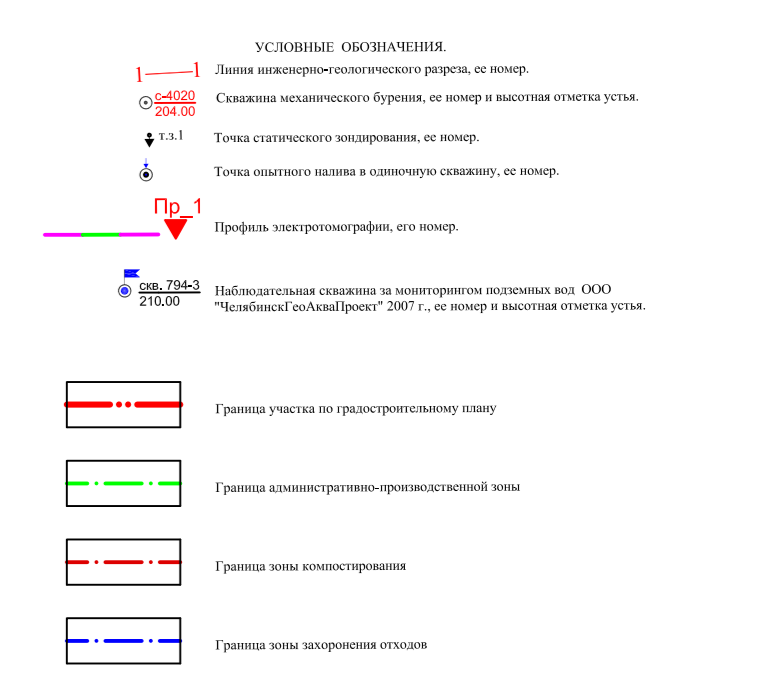 УСЛОВНЫЕ ОБОЗНАЧЕНИЯ.
1 1 Линия инженерно-геологического разреза, ее номер.
с-4020
204.00
Скважина механического бурения, ее номер и высотная отметка устья.
т.з.1 Точка статического зондирования, ее номер.
Точка опытного налива в одиночную скважину, ее номер.
Пр_1
Профиль электротомографии, его номер.
скв. 794-3
210.00
Наблюдательная скважина за мониторингом подземных вод ООО
"ЧелябинскГеоАкваПроект" 2007 г., ее номер и высотная отметка устья.
Граница участка по градостроительному плану
Граница административно-производственной зоны
Граница зоны компостирования
Граница зоны захоронения отходов